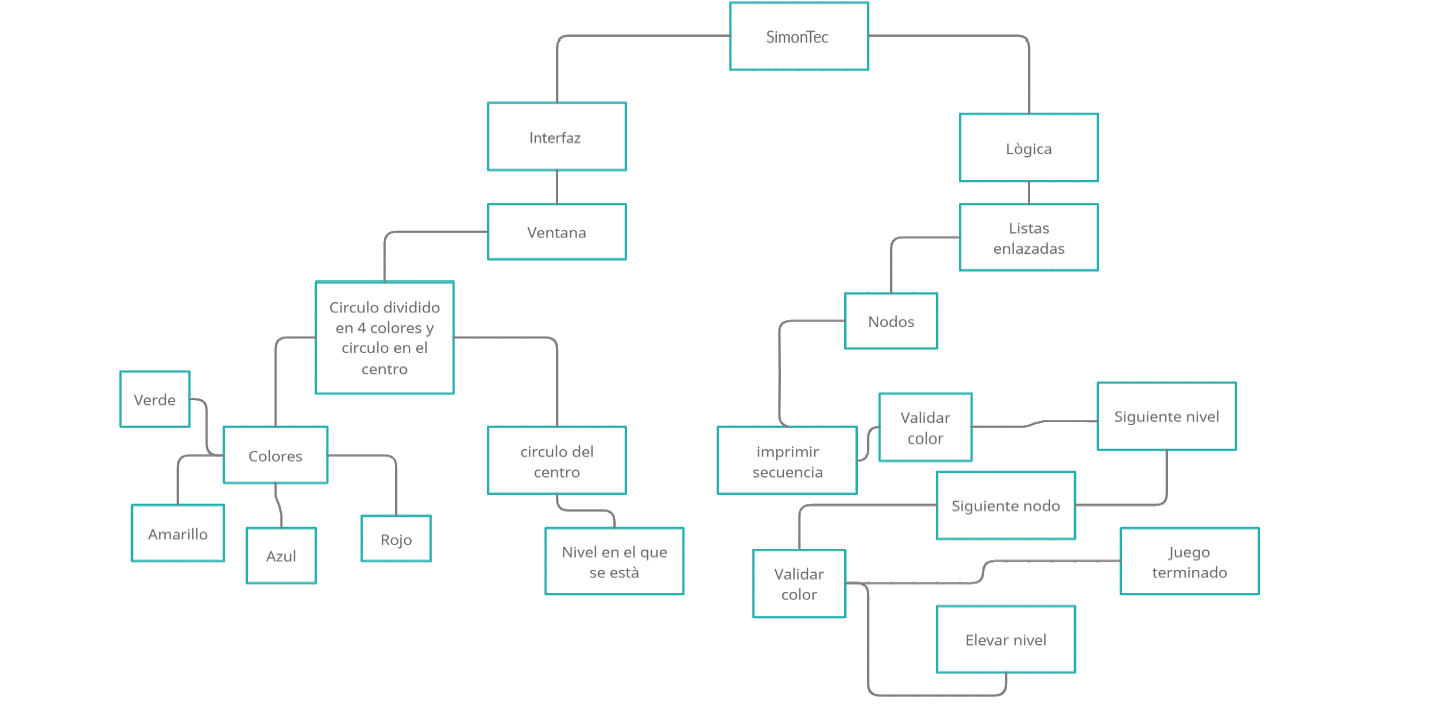 SimonTec
Interfaz
Lògica
Ventana
Listas
enlazadas
Circulo dividido
en 4 colores y
circulo en el
centro
Nodos
Verde
Validar
color
Siguiente nivel
Colores
circulo del
centro
imprimir
secuencia
Siguiente nodo
Amarillo
Azul
Rojo
Nivel en el que
se està
Validar
color
Juego
terminado
Elevar nivel